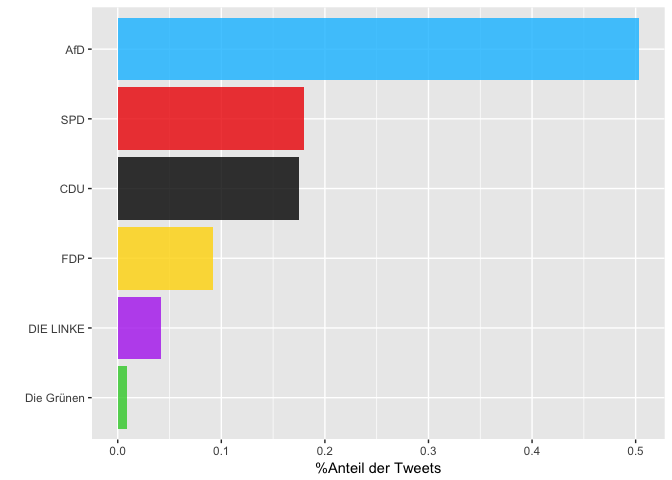 AfD
SPD
CDU
FDP
DIE LINKE
Die Grünen
0.0 0.1 0.2 0.3 0.4 0.5
%Anteil der Tweets